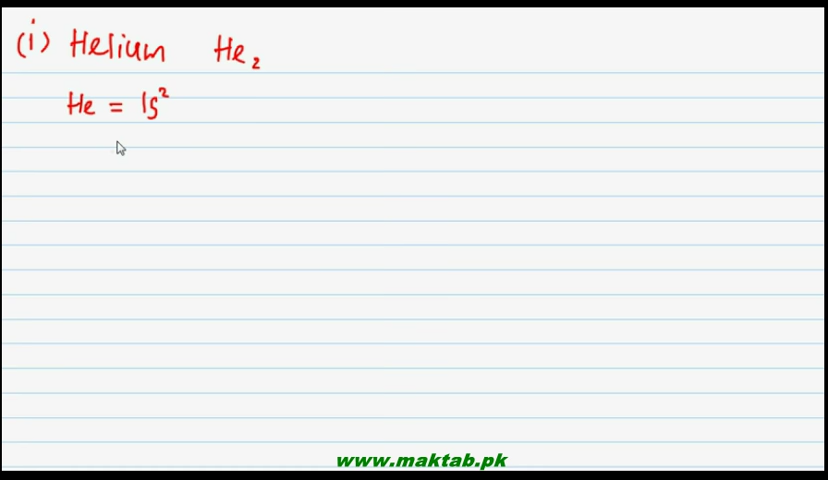 (i) Helium He₂
He = 1s²
www.maktab.pk